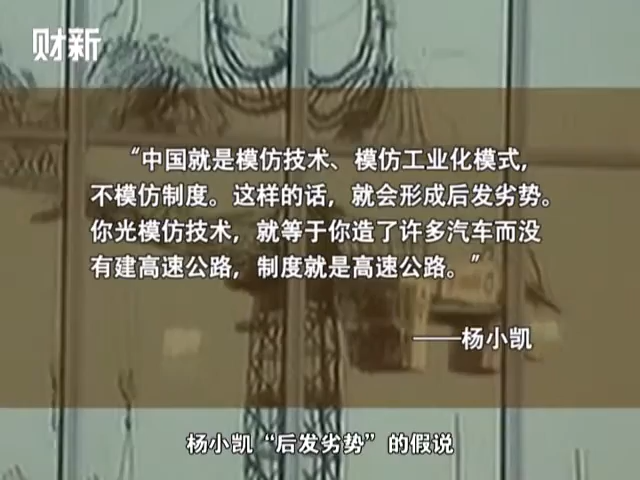 财新
“中国就是模仿技术、模仿工业化模式，
不模仿制度。这样的话，就会形成后发劣势。
你光模仿技术，就等于你造了许多汽车而没
有建高速公路，制度就是高速公路。”
——杨小凯
杨小凯“后发劣势”的假说